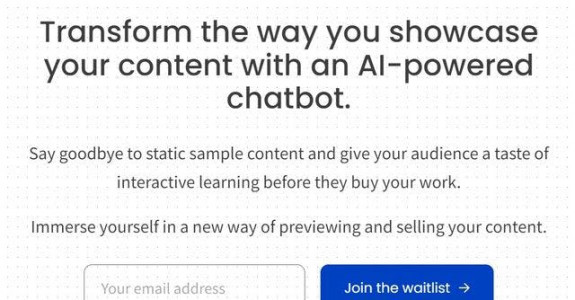 Transform the way you showcase
your content with an AI-powered
chatbot.
Say goodbye to static sample content and give your audience a taste of
interactive learning before they buy your work.
Immerse yourself in a new way of previewing and selling your content.
Your email address
Join the waitlist →